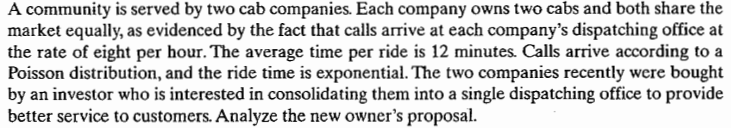 A community is served by two cab companies. Each company owns two cabs and both share the
market equally, as evidenced by the fact that calls arrive at each company's dispatching office at
the rate of eight per hour. The average time per ride is 12 minutes. Calls arrive according to a
Poisson distribution, and the ride time is exponential. The two companies recently were bought
by an investor who is interested in consolidating them into a single dispatching office to provide
better service to customers. Analyze the new owner's proposal.